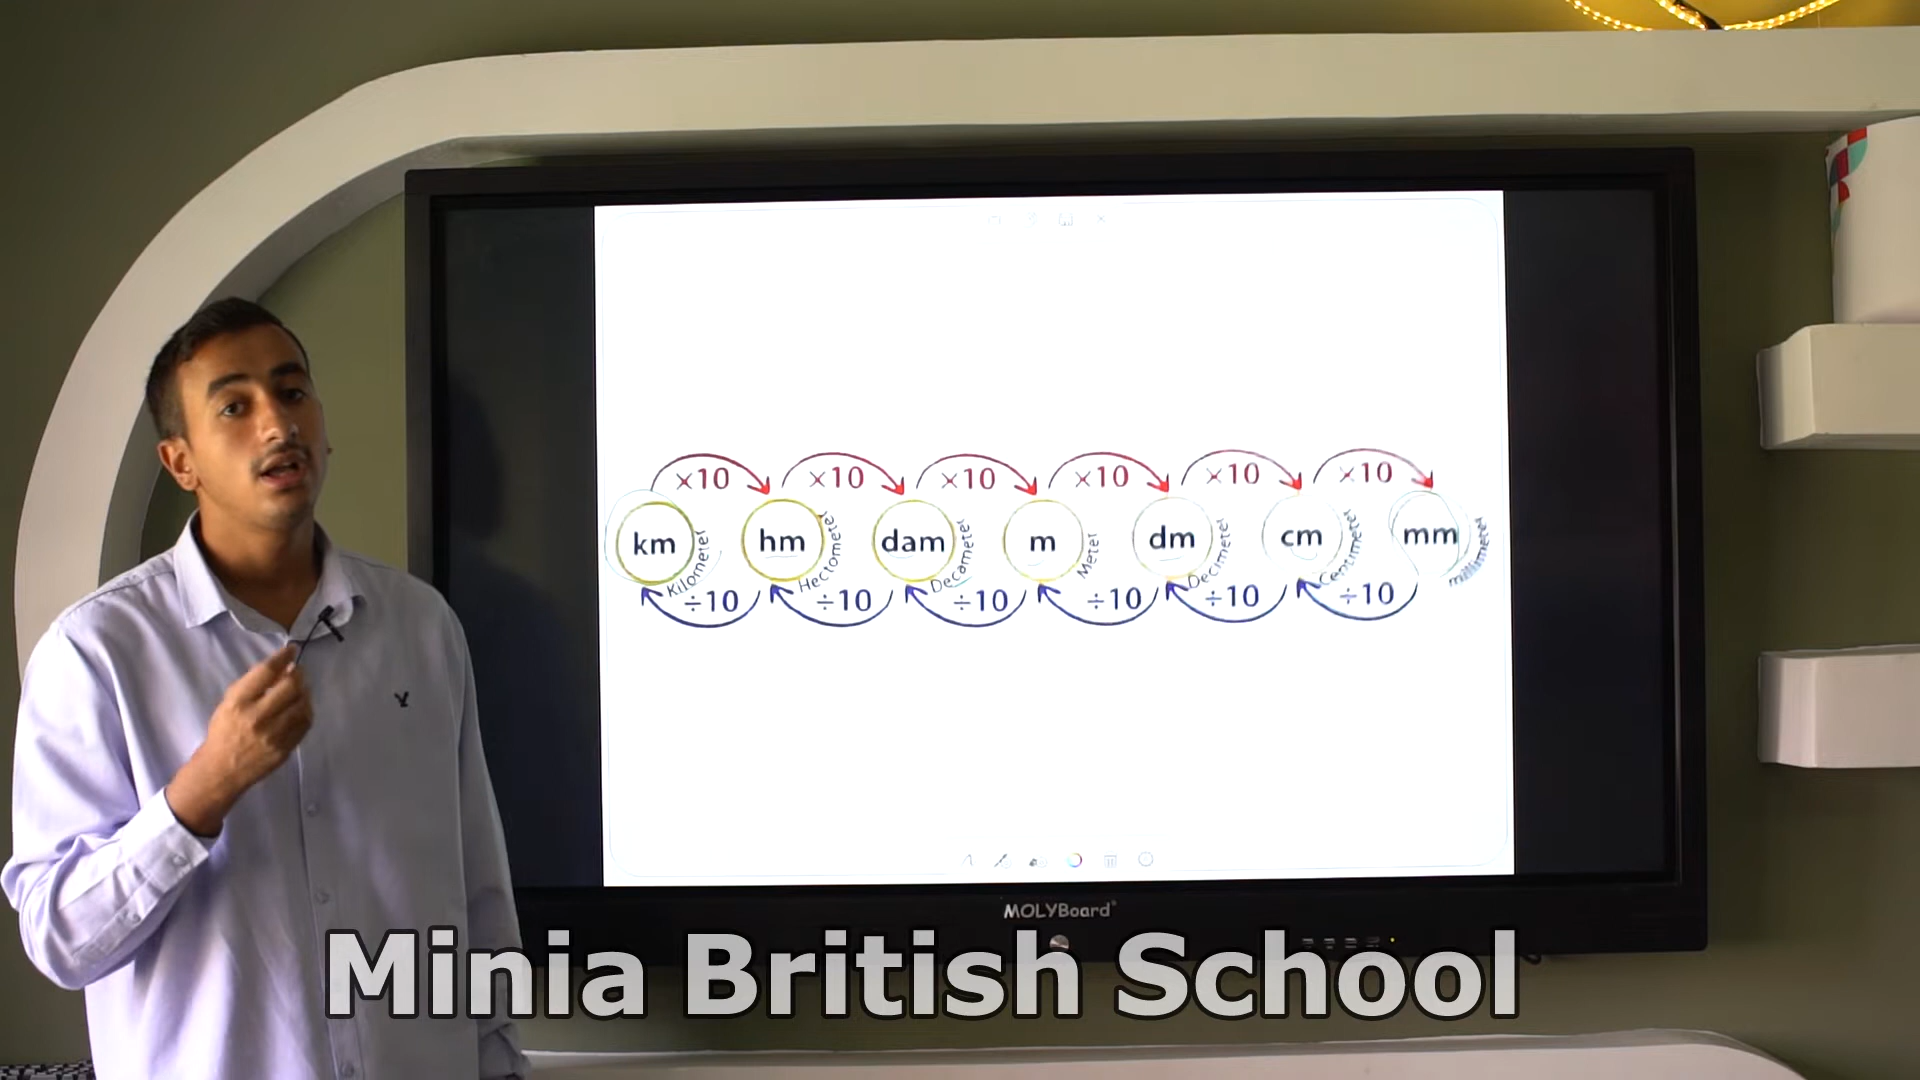 ×10 ×10 ×10 ×10 ×10 ×10
km hm dam m dm cm mm
Kilometer Hectometer Decameter Meter Decimeter Centimeter millimeter
÷10 ÷10 ÷10 ÷10 ÷10 ÷10
MOLYBoard
Minia British School